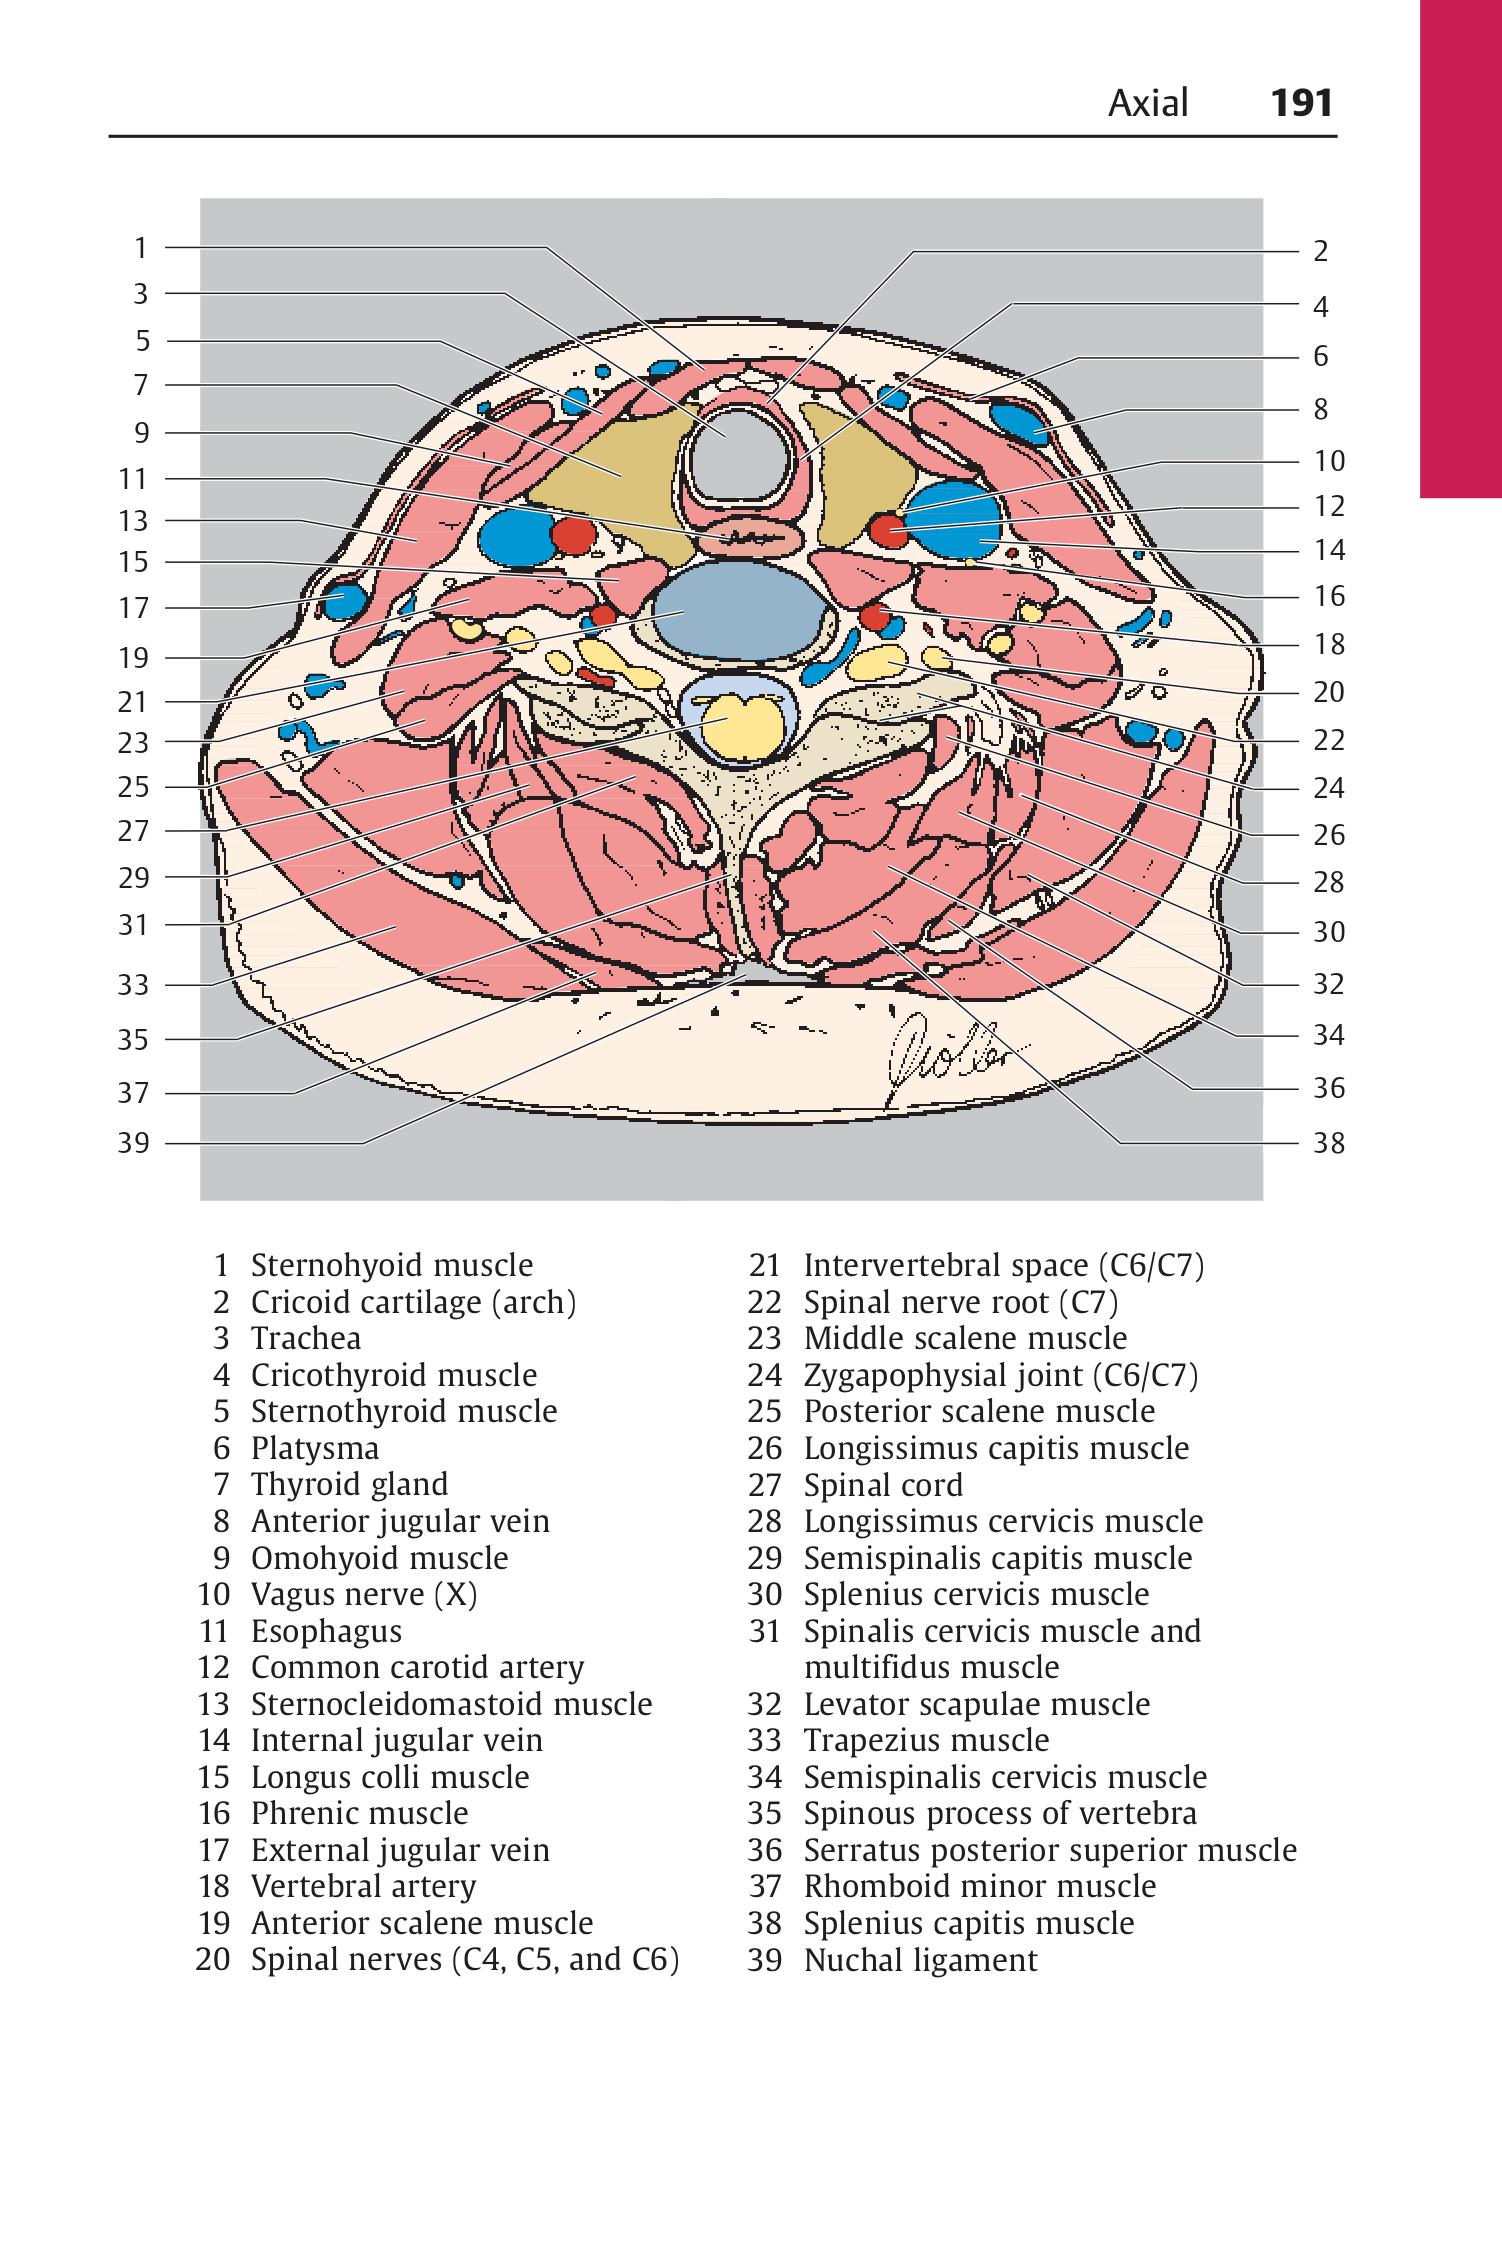 Axial 191
1
2
3
4
5
6
7
8
9
10
11
12
13
14
15
16
17
18
19
20
21
22
23
24
25
26
27
28
29
30
31
32
33
34
35
36
37
38
39
1 Sternohyoid muscle
2 Cricoid cartilage (arch)
3 Trachea
4 Cricothyroid muscle
5 Sternothyroid muscle
6 Platysma
7 Thyroid gland
8 Anterior jugular vein
9 Omohyoid muscle
10 Vagus nerve (X)
11 Esophagus
12 Common carotid artery
13 Sternocleidomastoid muscle
14 Internal jugular vein
15 Longus colli muscle
16 Phrenic muscle
17 External jugular vein
18 Vertebral artery
19 Anterior scalene muscle
20 Spinal nerves (C4, C5, and C6)
21 Intervertebral space (C6/C7)
22 Spinal nerve root (C7)
23 Middle scalene muscle
24 Zygapophysial joint (C6/C7)
25 Posterior scalene muscle
26 Longissimus capitis muscle
27 Spinal cord
28 Longissimus cervicis muscle
29 Semispinalis capitis muscle
30 Splenius cervicis muscle
31 Spinalis cervicis muscle and
multifidus muscle
32 Levator scapulae muscle
33 Trapezius muscle
34 Semispinalis cervicis muscle
35 Spinous process of vertebra
36 Serratus posterior superior muscle
37 Rhomboid minor muscle
38 Splenius capitis muscle
39 Nuchal ligament